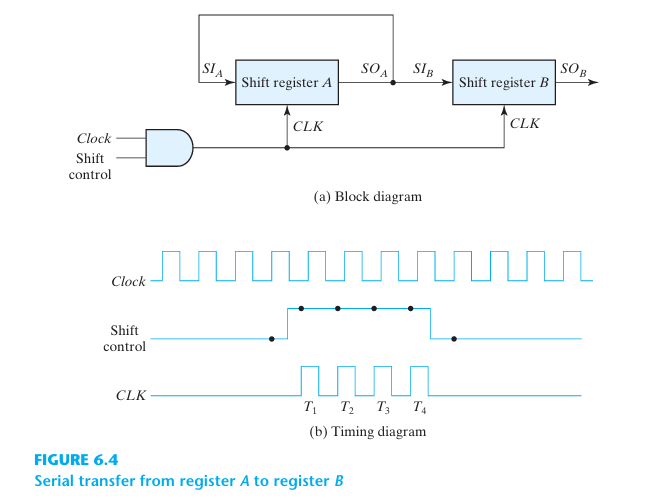 SI_A Shift register A SO_A SI_B Shift register B SO_B
CLK CLK
Clock
Shift
control
(a) Block diagram
Clock
Shift
control
CLK
T_1 T_2 T_3 T_4
(b) Timing diagram
FIGURE 6.4
Serial transfer from register A to register B